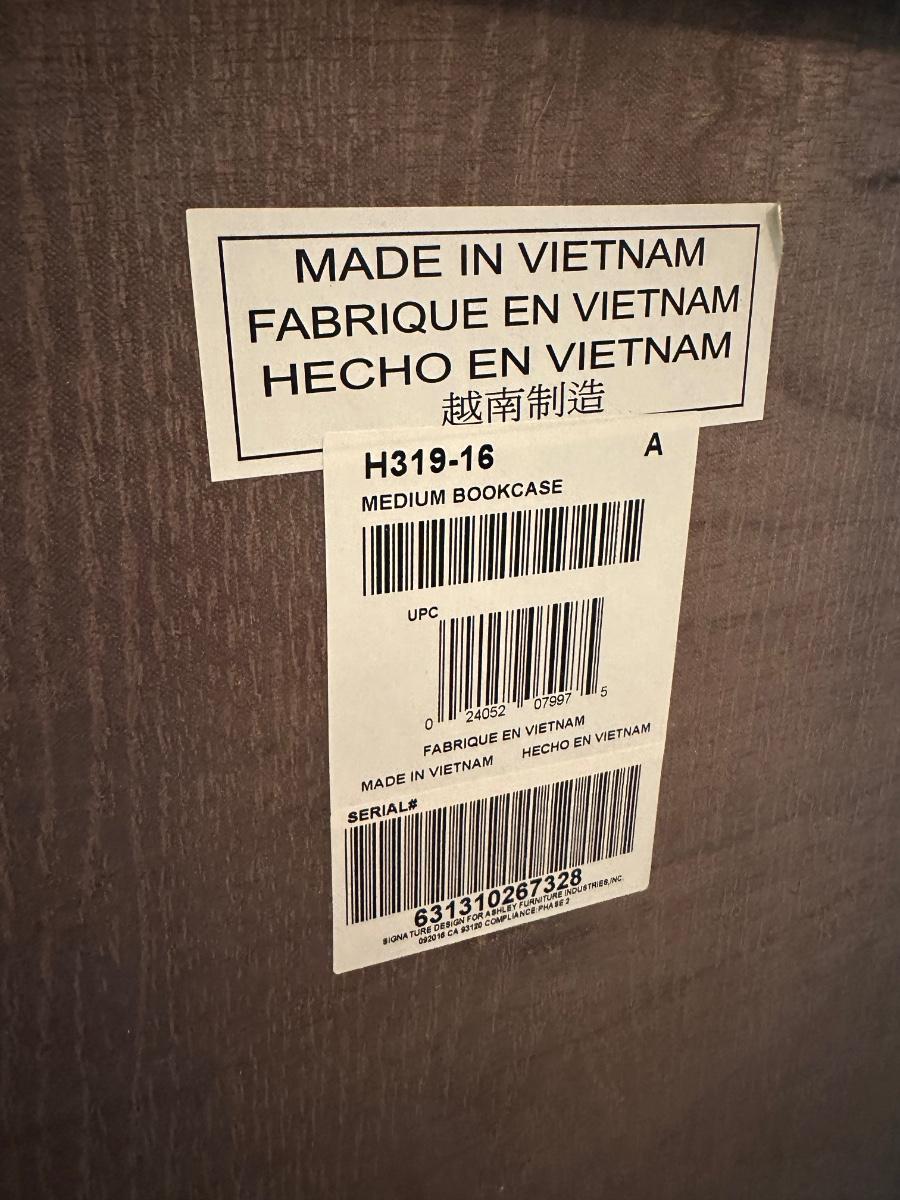 MADE IN VIETNAM
FABRIQUE EN VIETNAM
HECHO EN VIETNAM
越南制造
H319-16 A
MEDIUM BOOKCASE
UPC
0 24052 07997 5
FABRIQUE EN VIETNAM
MADE IN VIETNAM HECHO EN VIETNAM
SERIAL#
631310267328
SIGNATURE DESIGN FOR ASHLEY FURNITURE INDUSTRIES,INC.
092016 CA 93120 COMPLIANCE:PHASE 2